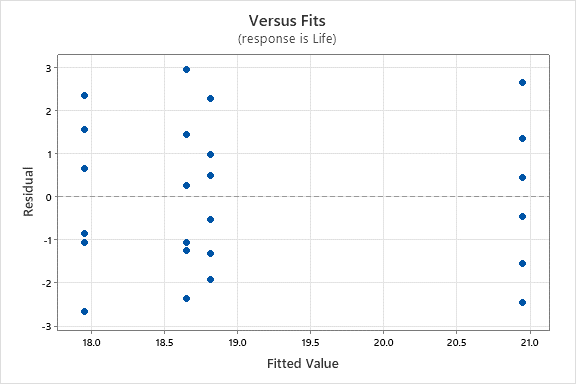 Versus Fits
(response is Life)
3
2
1
0
-1
-2
-3
Residual
18.0 18.5 19.0 19.5 20.0 20.5 21.0
Fitted Value